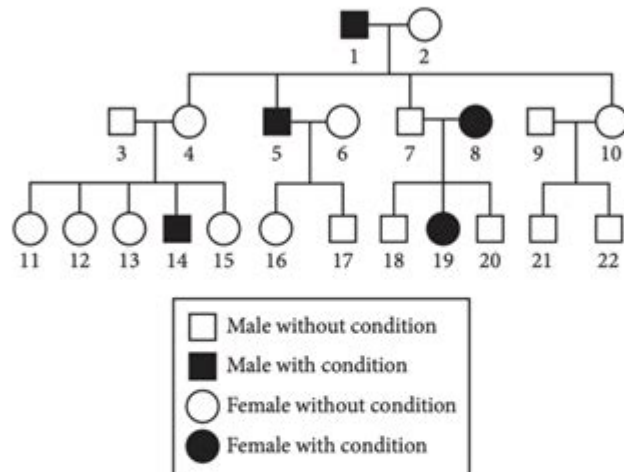 1 2
3 4 5 6 7 8 9 10
11 12 13 14 15 16 17 18 19 20 21 22
Male without condition
Male with condition
Female without condition
Female with condition